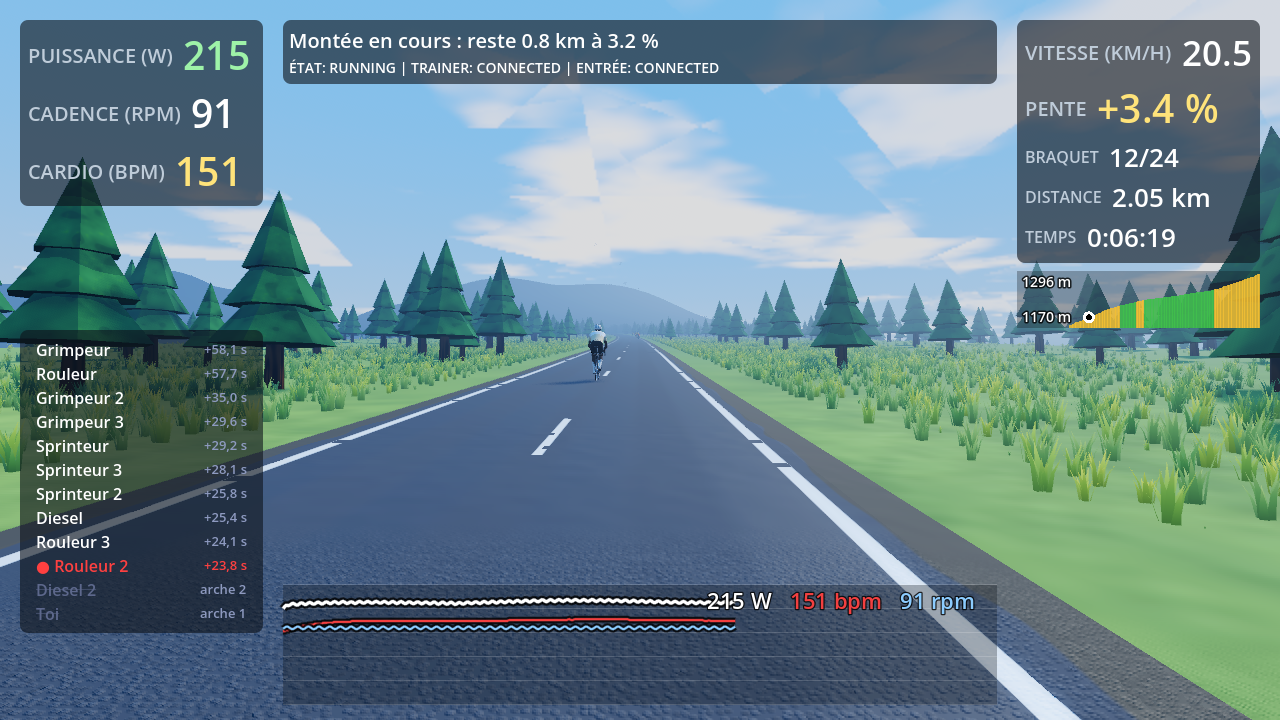 PUISSANCE (W) 215
CADENCE (RPM) 91
CARDIO (BPM) 151
Montée en cours : reste 0.8 km à 3.2 %
ÉTAT: RUNNING | TRAINER: CONNECTED | ENTRÉE: CONNECTED
VITESSE (KM/H) 20.5
PENTE +3.4 %
BRAQUET 12/24
DISTANCE 2.05 km
TEMPS 0:06:19
1296 m
1170 m
Grimpeur +58,1 s
Rouleur +57,7 s
Grimpeur 2 +35,0 s
Grimpeur 3 +29,6 s
Sprinteur +29,2 s
Sprinteur 3 +28,1 s
Sprinteur 2 +25,8 s
Diesel +25,4 s
Rouleur 3 +24,1 s
Rouleur 2 +23,8 s
Diesel 2 arche 2
Toi arche 1
215 W 151 bpm 91 rpm